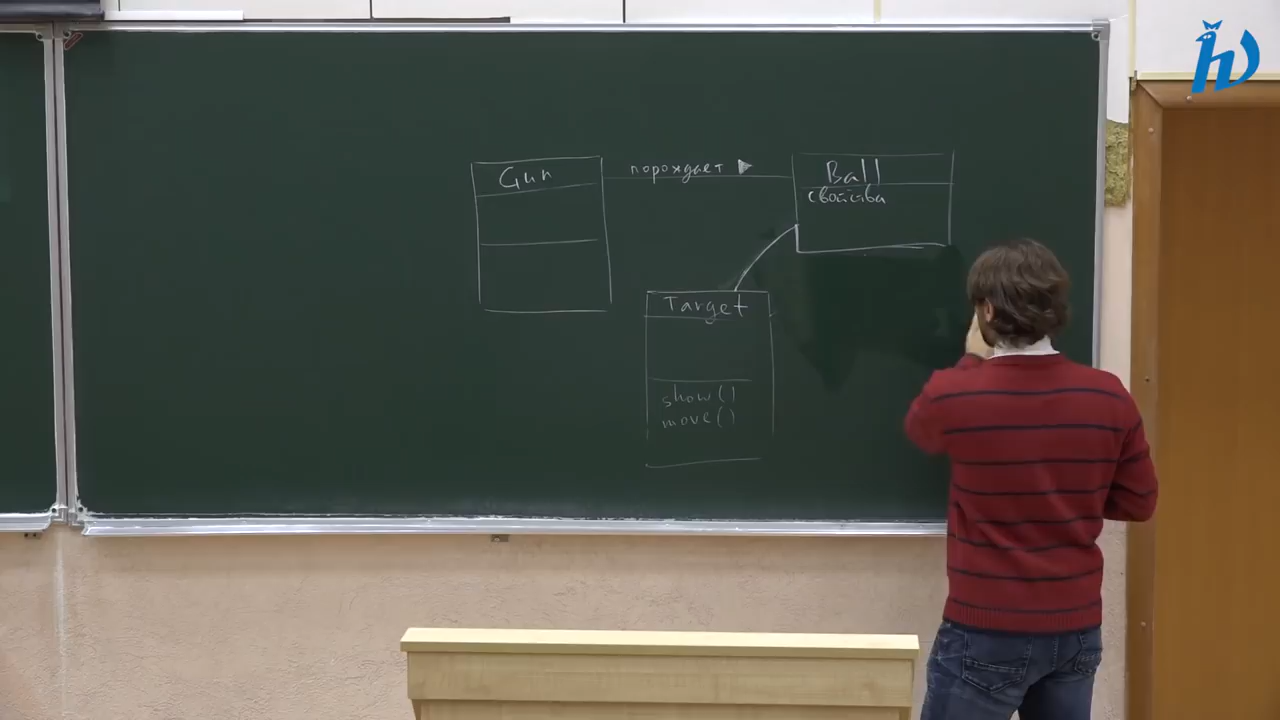 Gun
порождает
Ball
свойства
Target
show()
move()